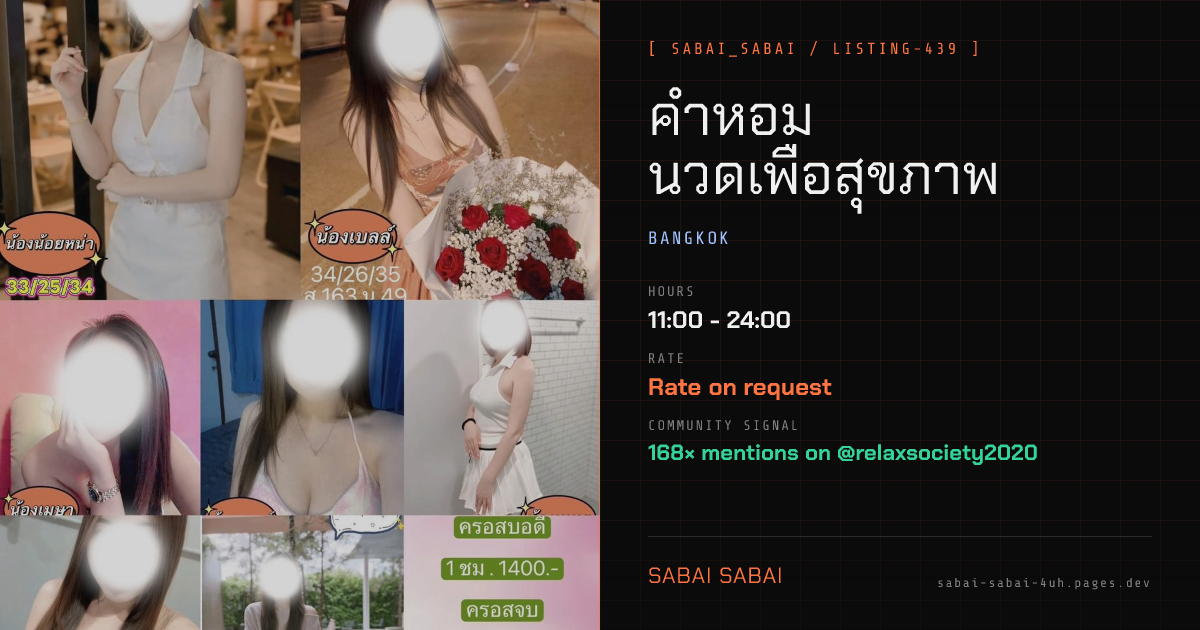 น้องน้อยหน่า
33/25/34
น้องเบลล์
34/26/35
ส 163 น 49
น้องเมษา
ครอสบอดี้
1 ชม . 1400.-
ครอสจบ
[ SABAI_SABAI / LISTING-439 ]
คำหอม
นวดเพื่อสุขภาพ
BANGKOK
HOURS
11:00 - 24:00
RATE
Rate on request
COMMUNITY SIGNAL
168× mentions on @relaxsociety2020
SABAI SABAI
sabai-sabai-4uh.pages.dev